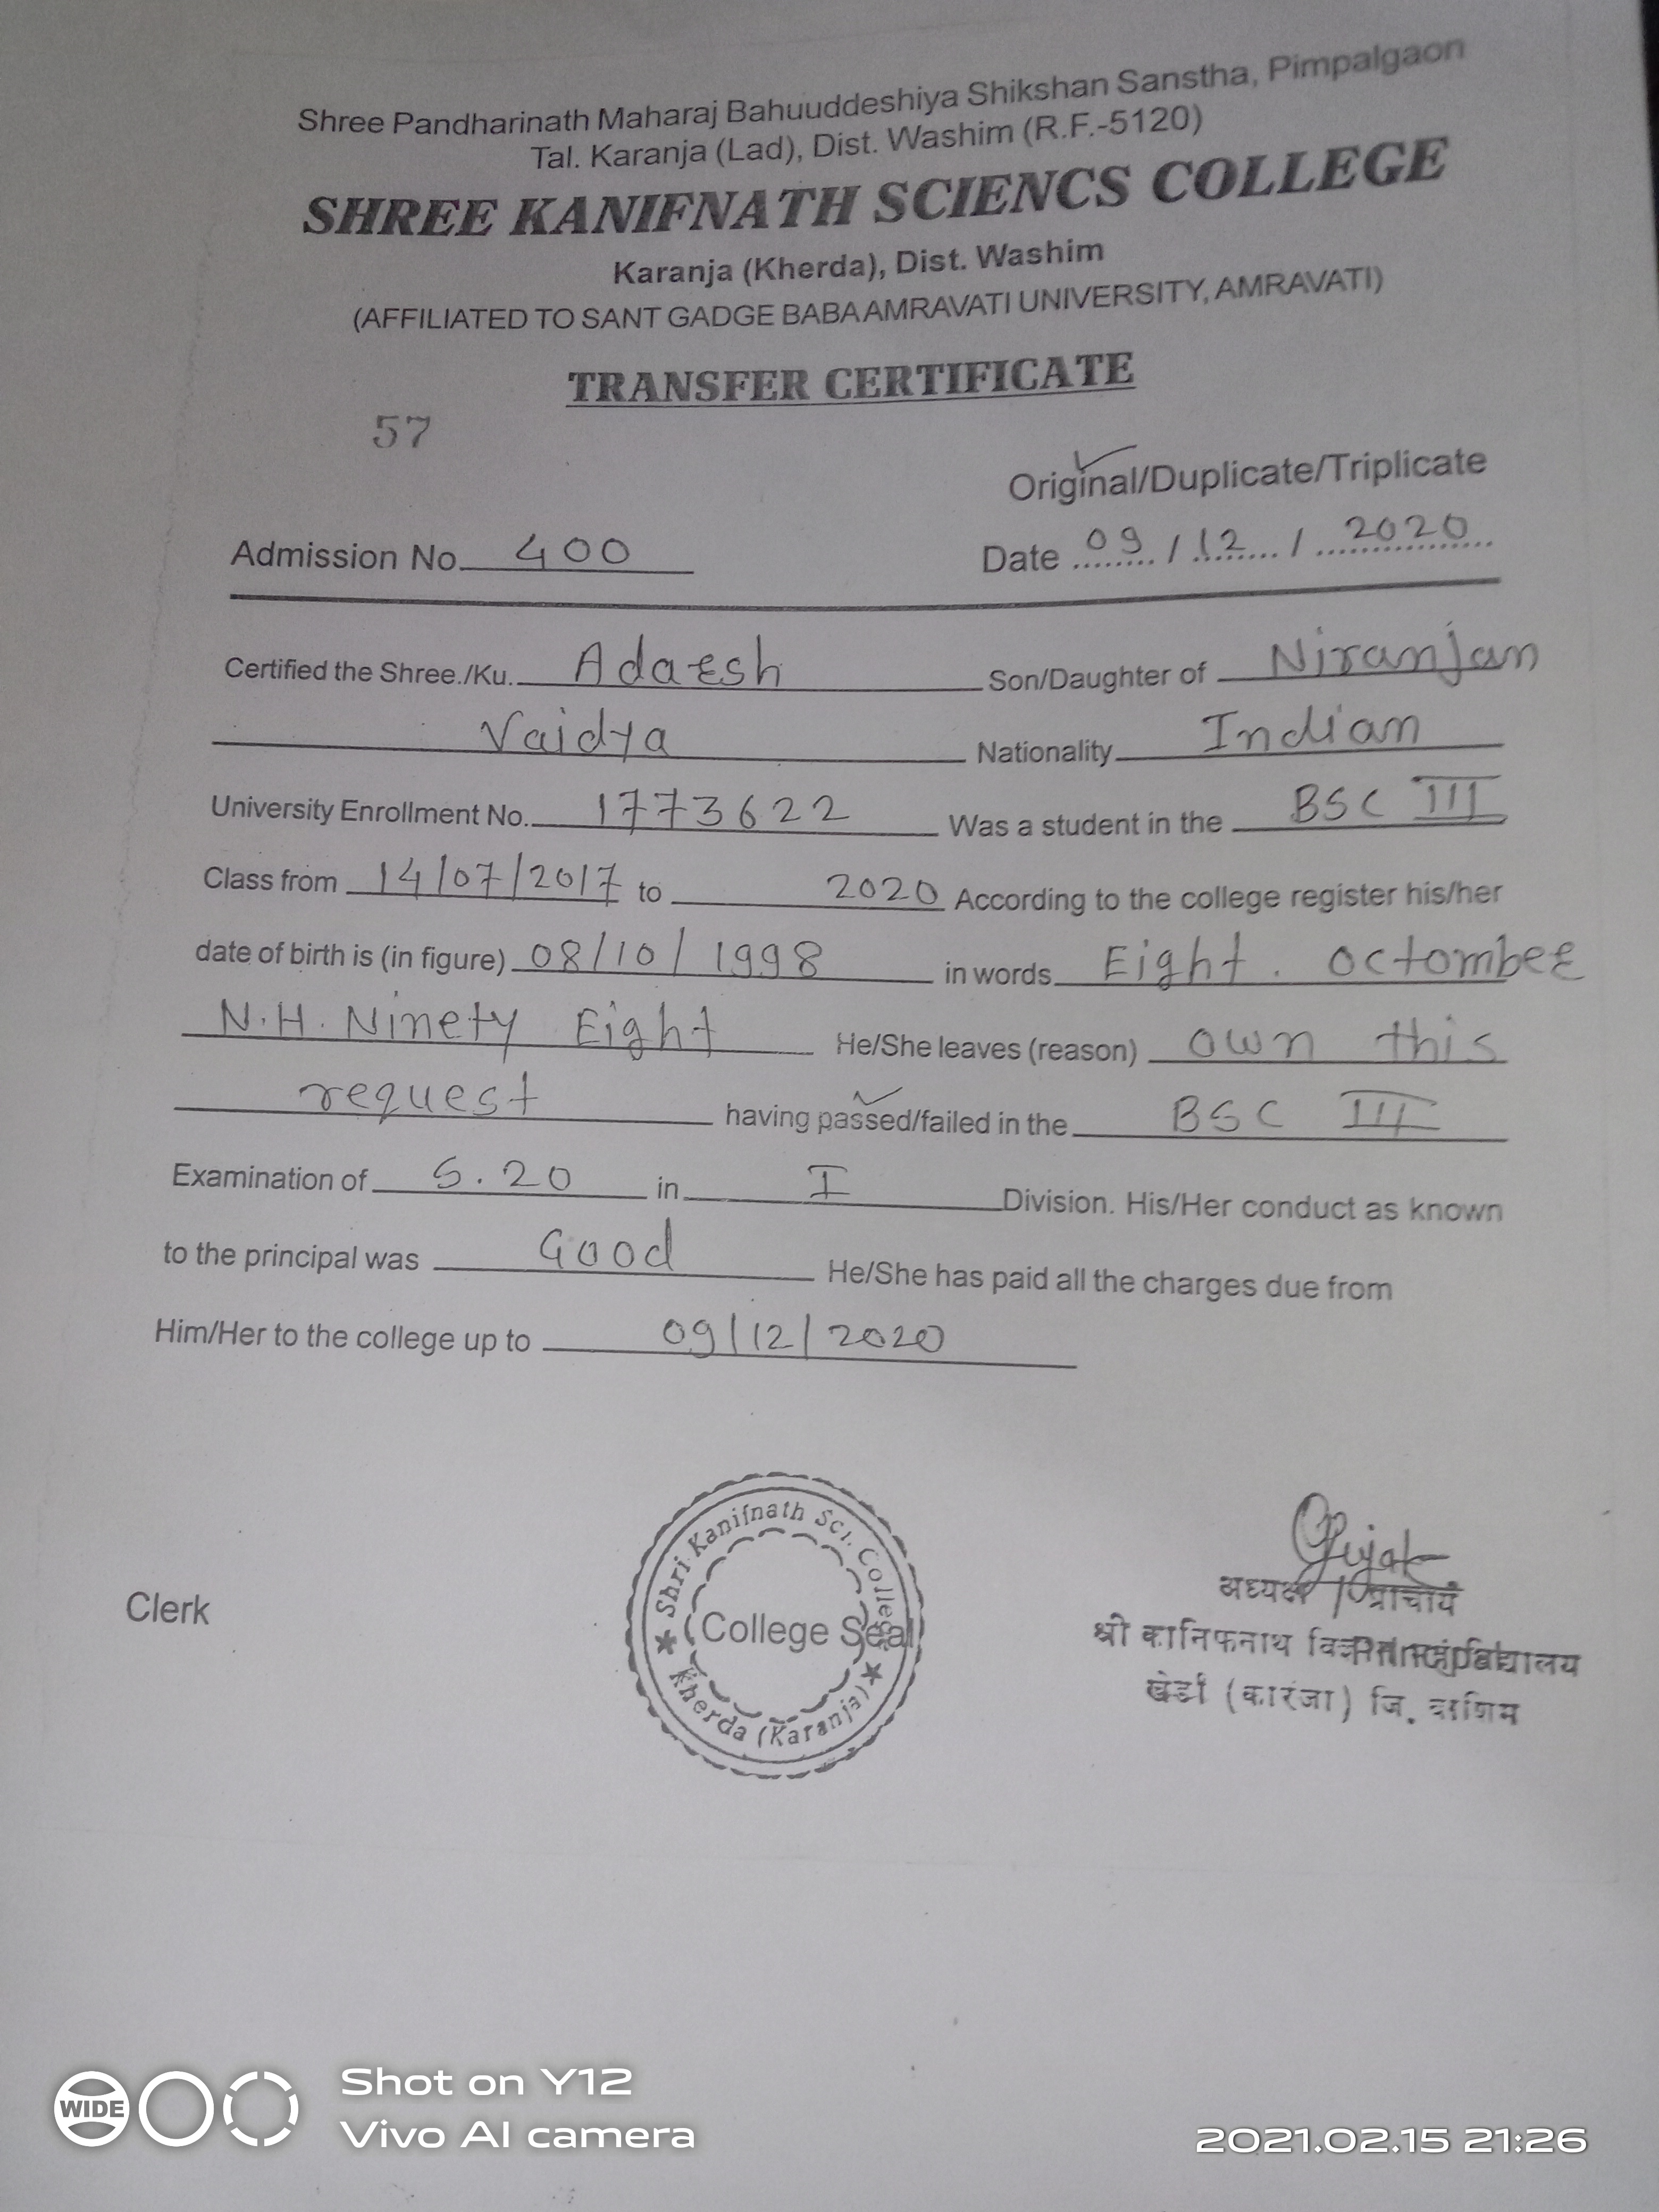 Shree Pandharinath Maharaj Bahuuddeshiya Shikshan Sanstha, Pimpalgaon
Tal. Karanja (Lad), Dist. Washim (R.F.-5120)
SHREE KANIFNATH SCIENCS COLLEGE
Karanja (Kherda), Dist. Washim
(AFFILIATED TO SANT GADGE BABA AMRAVATI UNIVERSITY, AMRAVATI)
TRANSFER CERTIFICATE
57
Original/Duplicate/Triplicate
Admission No. 400 Date 09 / 12 / 2020
Certified the Shree./Ku. Adarsh Son/Daughter of Niranjan
Vaidya Nationality Indian
University Enrollment No. 1773622 Was a student in the BSC III
Class from 14/07/2017 to 2020 According to the college register his/her
date of birth is (in figure) 08/10/1998 in words Eight. Octomber
N.H. Ninety Eight He/She leaves (reason) own this
request having passed/failed in the BSC III
Examination of S.20 in I Division. His/Her conduct as known
to the principal was Good He/She has paid all the charges due from
Him/Her to the college up to 09/12/2020
Shri Kanifnath Sci. College
Kherda (Karanja)
Clerk College Seal Principal
अध्यक्ष / प्राचार्य
श्री कानिफनाथ विज्ञान महाविद्यालय
खेर्डा (कारंजा) जि. वाशिम
WIDE
Shot on Y12
Vivo AI camera
2021.02.15 21:26